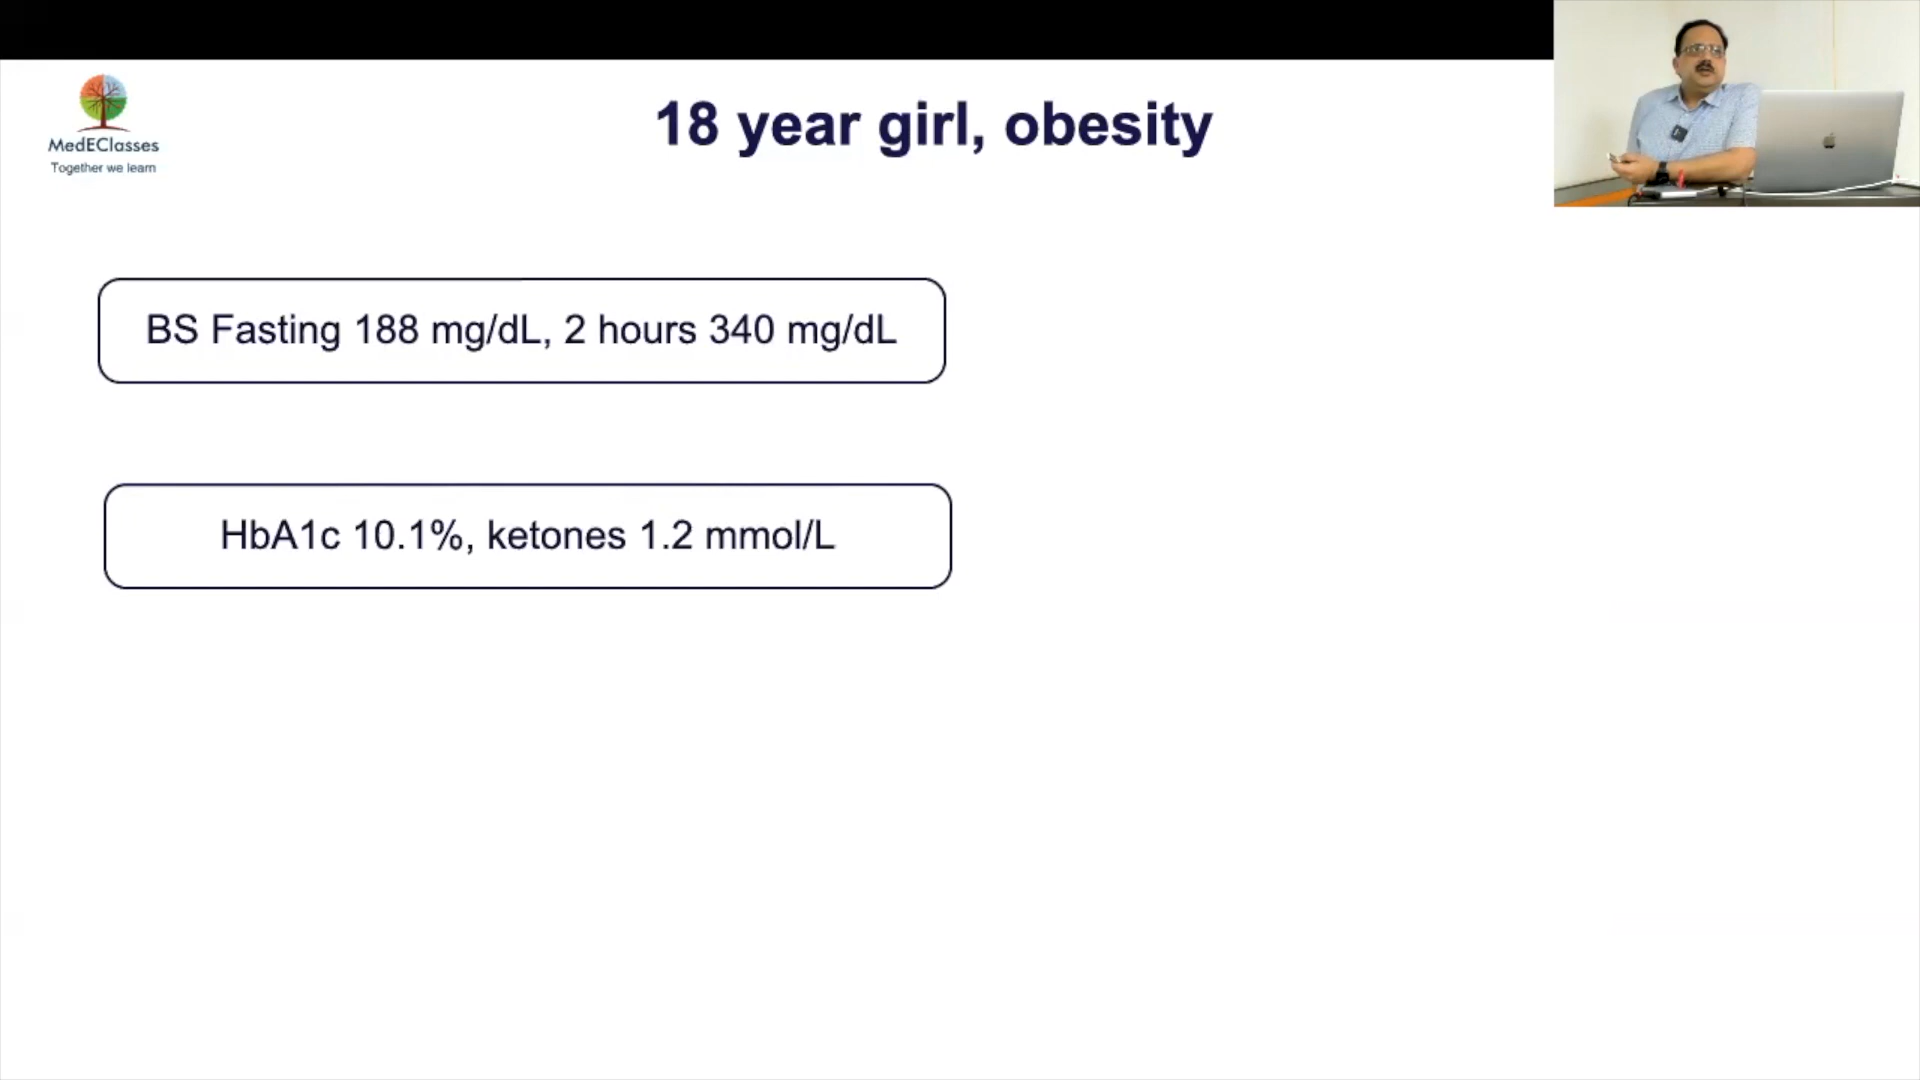 MedEClasses
Together we learn
18 year girl, obesity
BS Fasting 188 mg/dL, 2 hours 340 mg/dL
HbA1c 10.1%, ketones 1.2 mmol/L